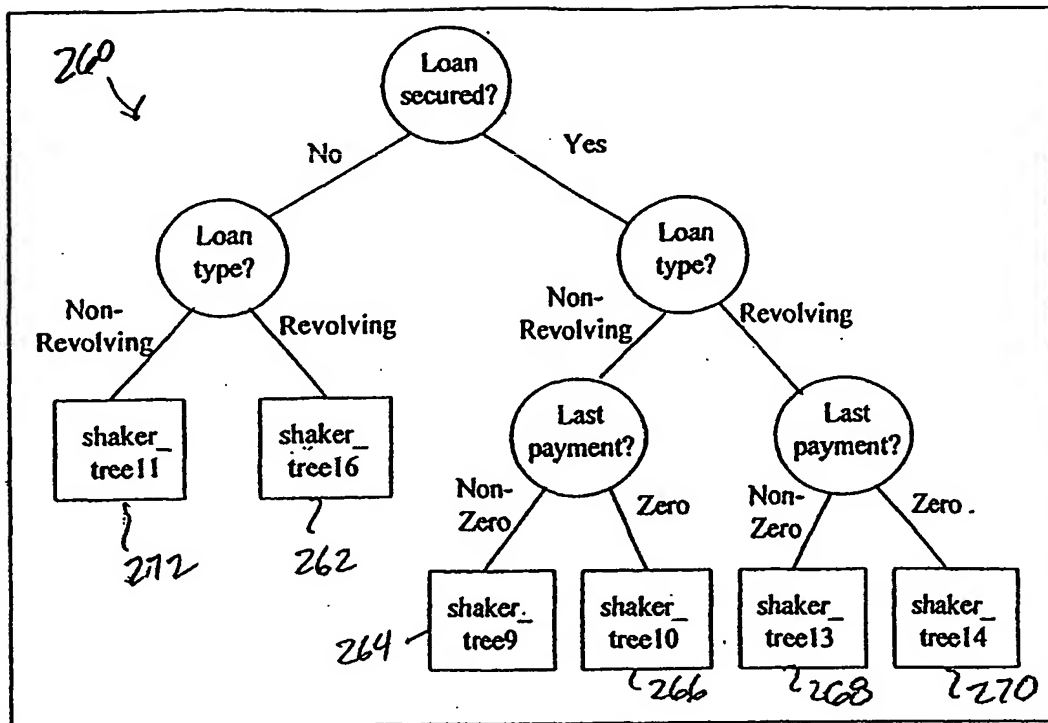 260
Loan
secured?
No
Yes
Loan
type?
Loan
type?
Non-
Revolving
Revolving
Non-
Revolving
Revolving
shaker_
tree11
shaker_
tree16
Last
payment?
Last
payment?
272
262
Non-
Zero
Zero
Non-
Zero
Zero
264
shaker_
tree9
shaker_
tree10
shaker_
tree13
shaker_
tree14
266
268
270